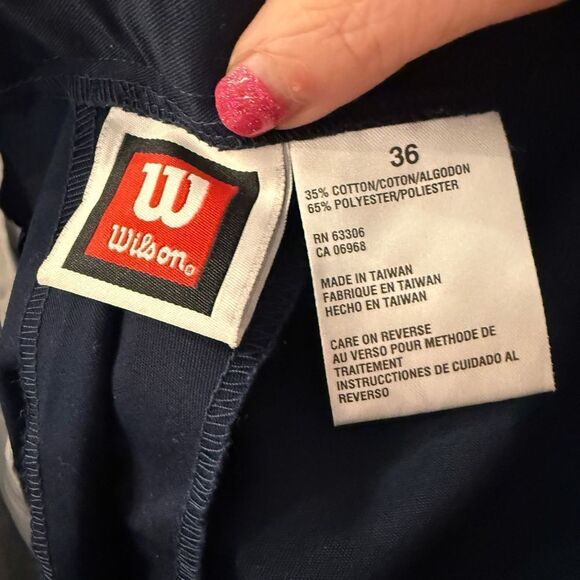 W
Wilson
36
35% COTTON/COTON/ALGODON
65% POLYESTER/POLIESTER
RN 63306
CA 06968
MADE IN TAIWAN
FABRIQUE EN TAIWAN
HECHO EN TAIWAN
CARE ON REVERSE
AU VERSO POUR METHODE DE
TRAITEMENT
INSTRUCCTIONES DE CUIDADO AL
REVERSO